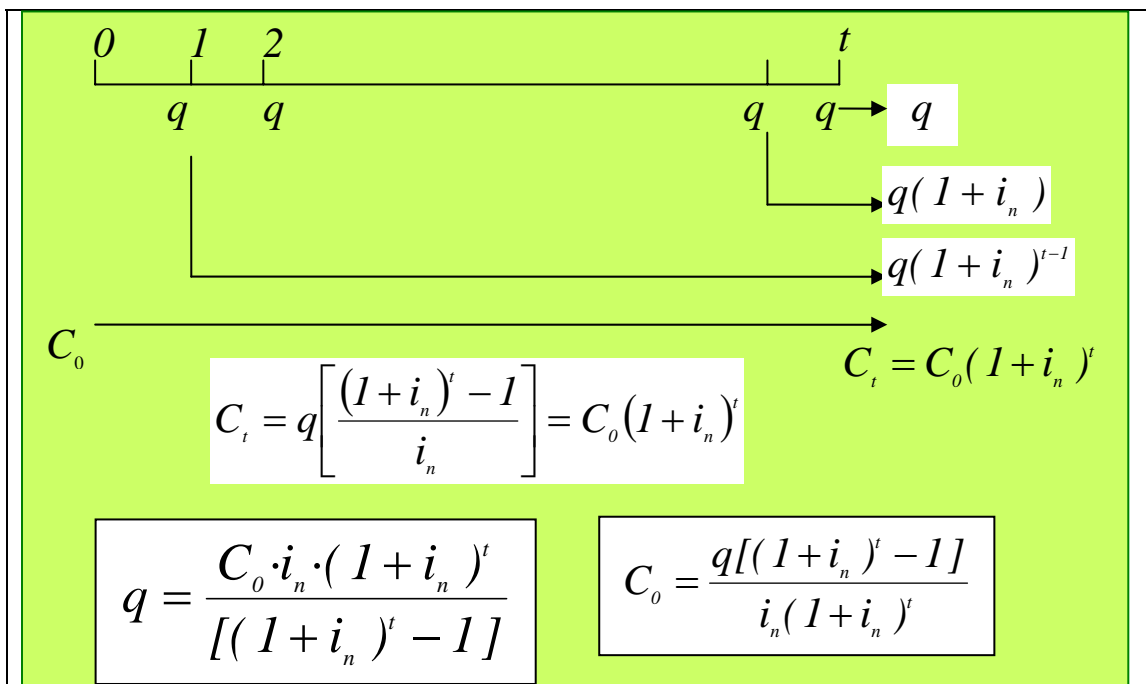 0 1 2 t
q q q q q
q( 1 + i_n )
q( 1 + i_n )^{t-1}
C_0 C_t = C_0( 1 + i_n )^t
C_t = q[((1 + i_n)^t - 1)/i_n] = C_0(1 + i_n)^t
q = (C_0·i_n·( 1 + i_n )^t)/([( 1 + i_n )^t - 1])
C_0 = (q[( 1 + i_n )^t - 1])/(i_n( 1 + i_n )^t)